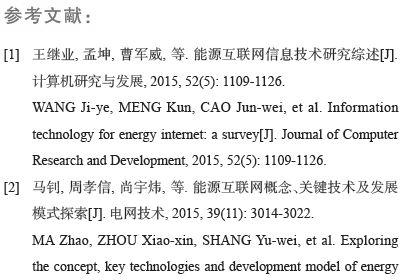 参考文献：
[1] 王继业, 孟坤, 曹军威, 等. 能源互联网信息技术研究综述[J].
计算机研究与发展, 2015, 52(5): 1109-1126.
WANG Ji-ye, MENG Kun, CAO Jun-wei, et al. Information
technology for energy internet: a survey[J]. Journal of Computer
Research and Development, 2015, 52(5): 1109-1126.
[2] 马钊, 周孝信, 尚宇炜, 等. 能源互联网概念、关键技术及发展
模式探索[J]. 电网技术, 2015, 39(11): 3014-3022.
MA Zhao, ZHOU Xiao-xin, SHANG Yu-wei, et al. Exploring
the concept, key technologies and development model of energy